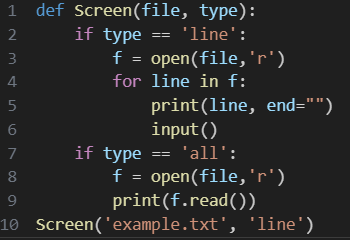 1 def Screen(file, type):
2     if type == 'line':
3         f = open(file,'r')
4         for line in f:
5             print(line, end="")
6             input()
7     if type == 'all':
8         f = open(file,'r')
9         print(f.read())
10 Screen('example.txt', 'line')